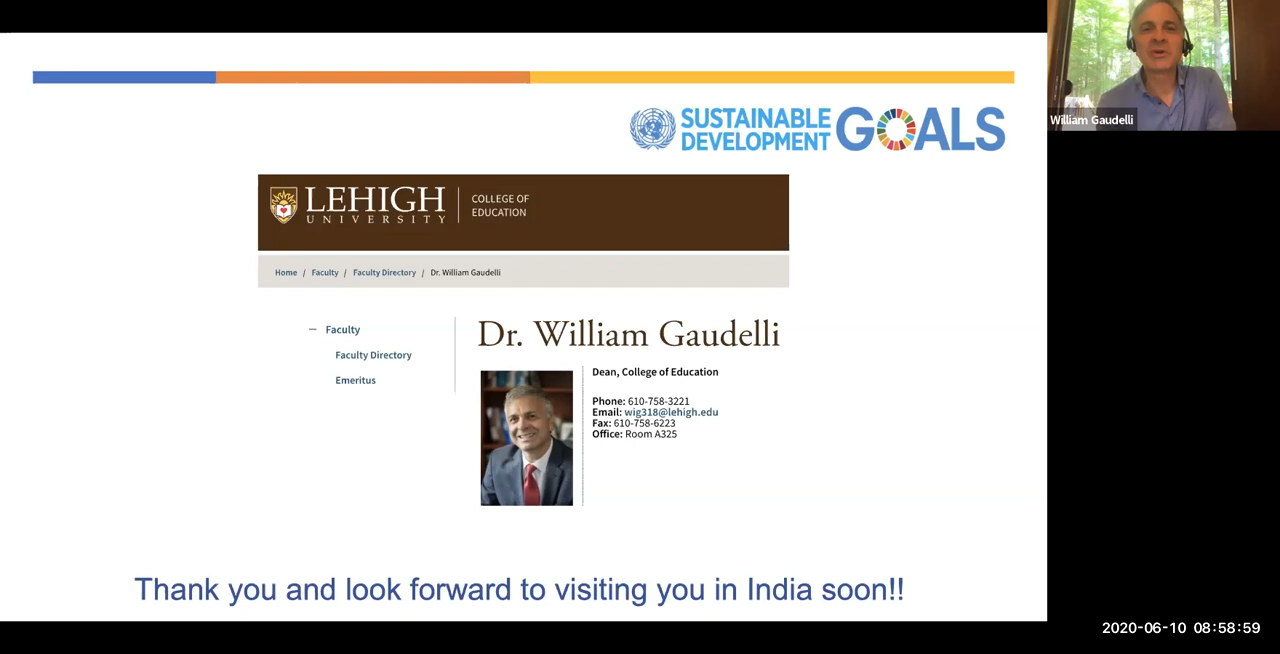 SUSTAINABLE
DEVELOPMENT
GOALS
William Gaudelli
LEHIGH
UNIVERSITY
COLLEGE OF
EDUCATION
Home / Faculty / Faculty Directory / Dr. William Gaudelli
– Faculty
Faculty Directory
Emeritus
Dr. William Gaudelli
Dean, College of Education
Phone: 610-758-3221
Email: wig318@lehigh.edu
Fax: 610-758-6223
Office: Room A325
Thank you and look forward to visiting you in India soon!!
2020-06-10 08:58:59